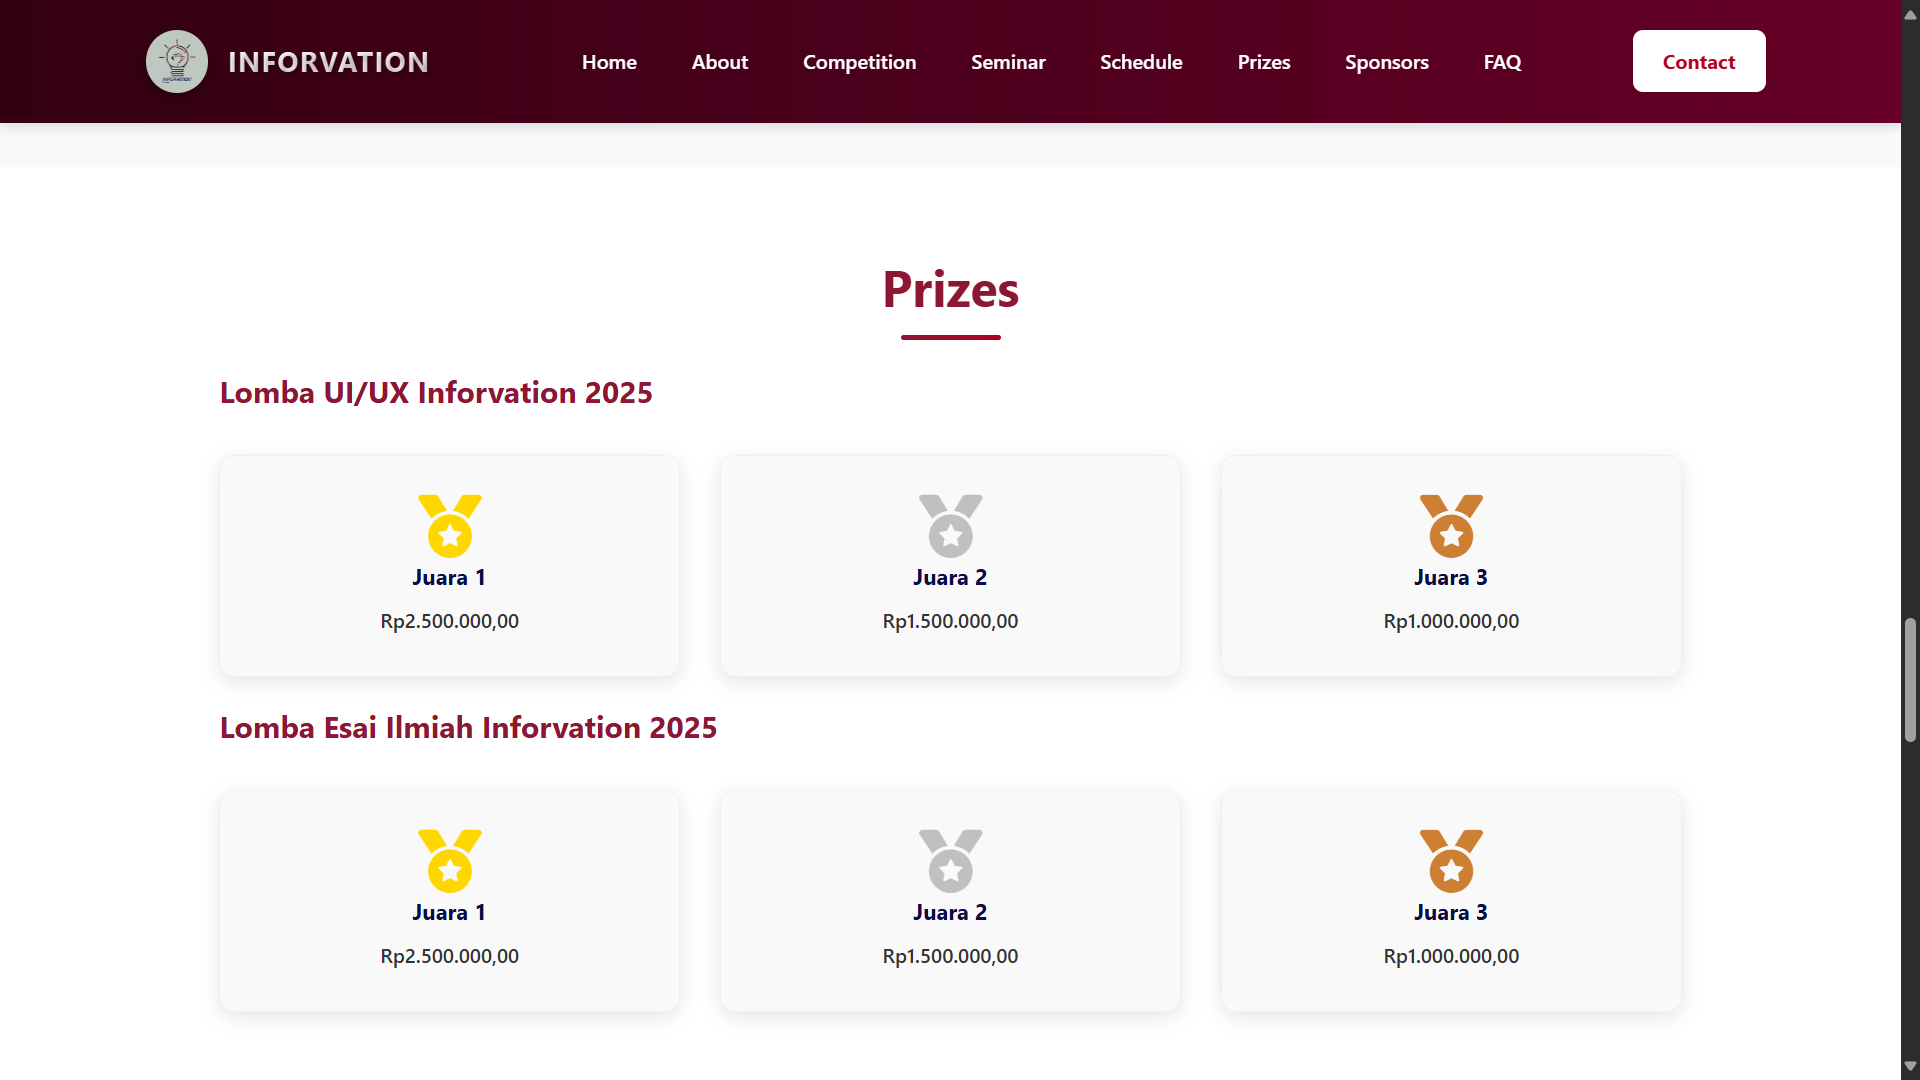 INFORVATION
Home About Competition Seminar Schedule Prizes Sponsors FAQ Contact
Prizes
Lomba UI/UX Inforvation 2025
Juara 1 Juara 2 Juara 3
Rp2.500.000,00 Rp1.500.000,00 Rp1.000.000,00
Lomba Esai Ilmiah Inforvation 2025
Juara 1 Juara 2 Juara 3
Rp2.500.000,00 Rp1.500.000,00 Rp1.000.000,00